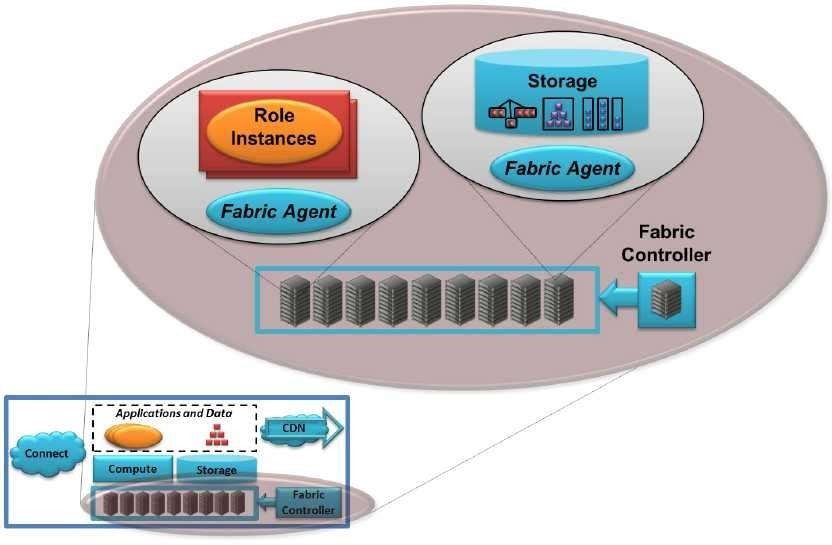 Storage
Role
Instances
Fabric Agent
Fabric Agent
Fabric
Controller
Applications and Data
Connect
CDN
Compute
Storage
Fabric
Controller